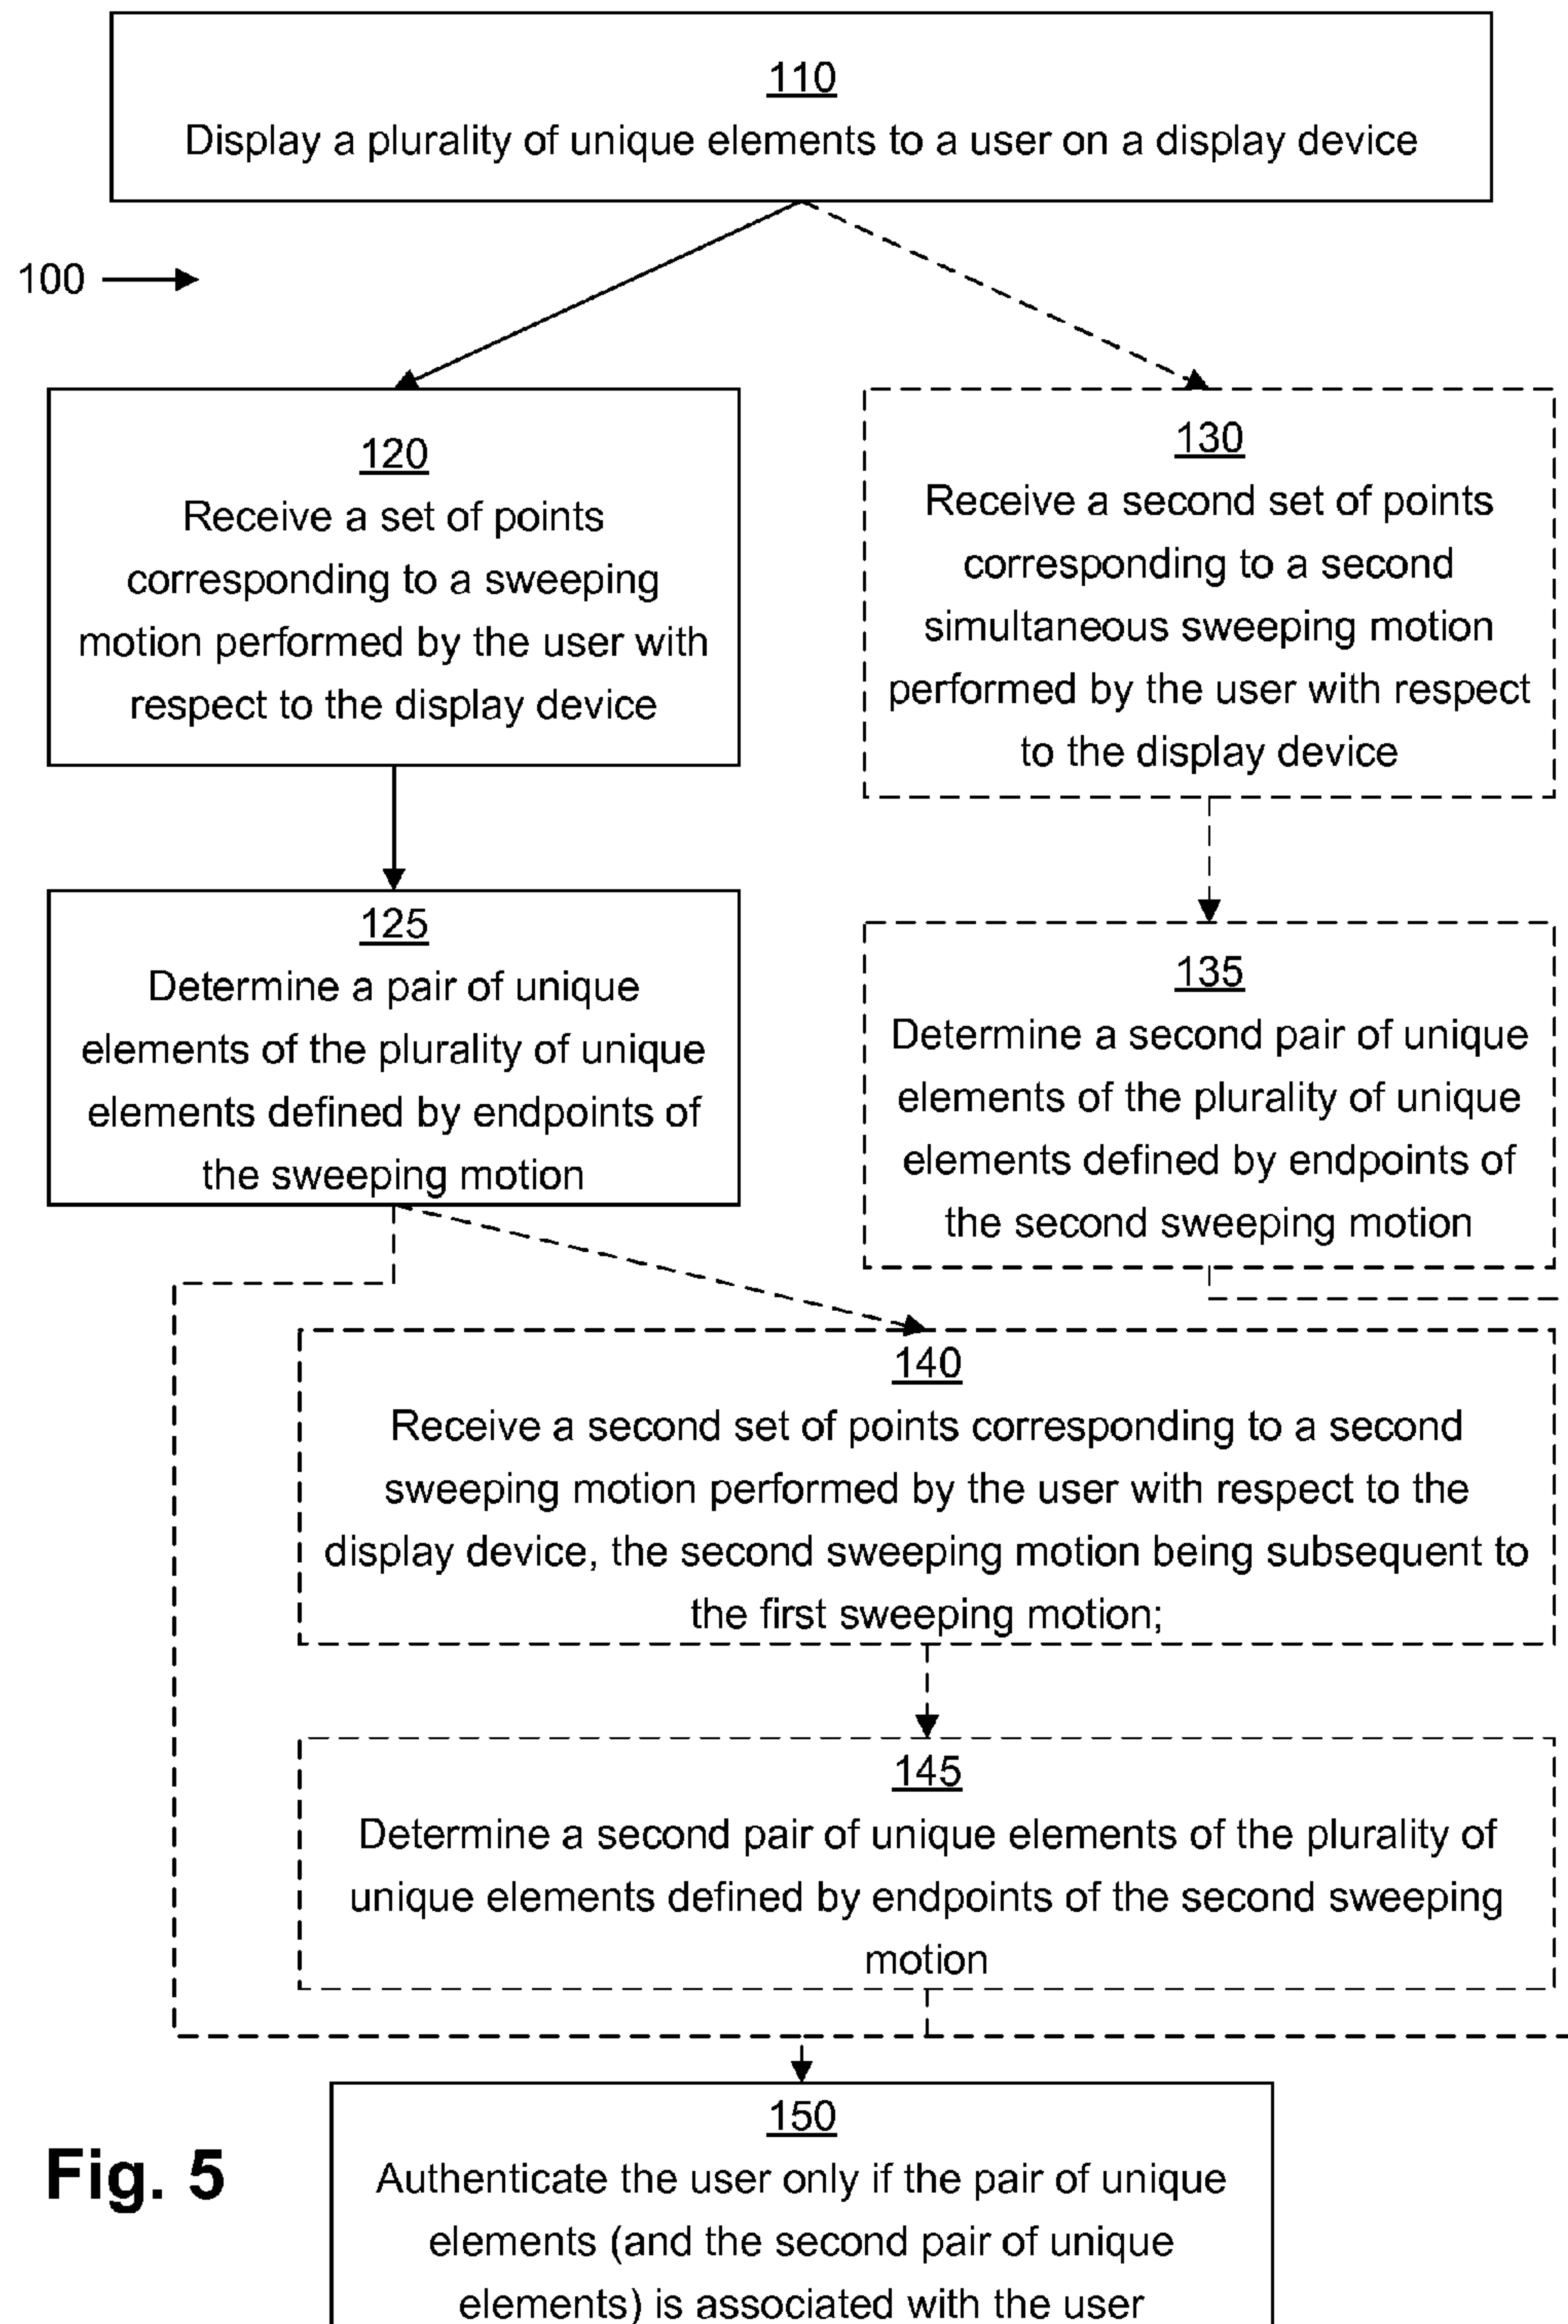 110
Display a plurality of unique elements to a user on a display device
100
120
Receive a set of points
corresponding to a sweeping
motion performed by the user with
respect to the display device
130
Receive a second set of points
corresponding to a second
simultaneous sweeping motion
performed by the user with respect
to the display device
125
Determine a pair of unique
elements of the plurality of unique
elements defined by endpoints of
the sweeping motion
135
Determine a second pair of unique
elements of the plurality of unique
elements defined by endpoints of
the second sweeping motion
140
Receive a second set of points corresponding to a second
sweeping motion performed by the user with respect to the
display device, the second sweeping motion being subsequent to
the first sweeping motion;
145
Determine a second pair of unique elements of the plurality of
unique elements defined by endpoints of the second sweeping
motion
150
Authenticate the user only if the pair of unique
elements (and the second pair of unique
elements) is associated with the user
Fig. 5